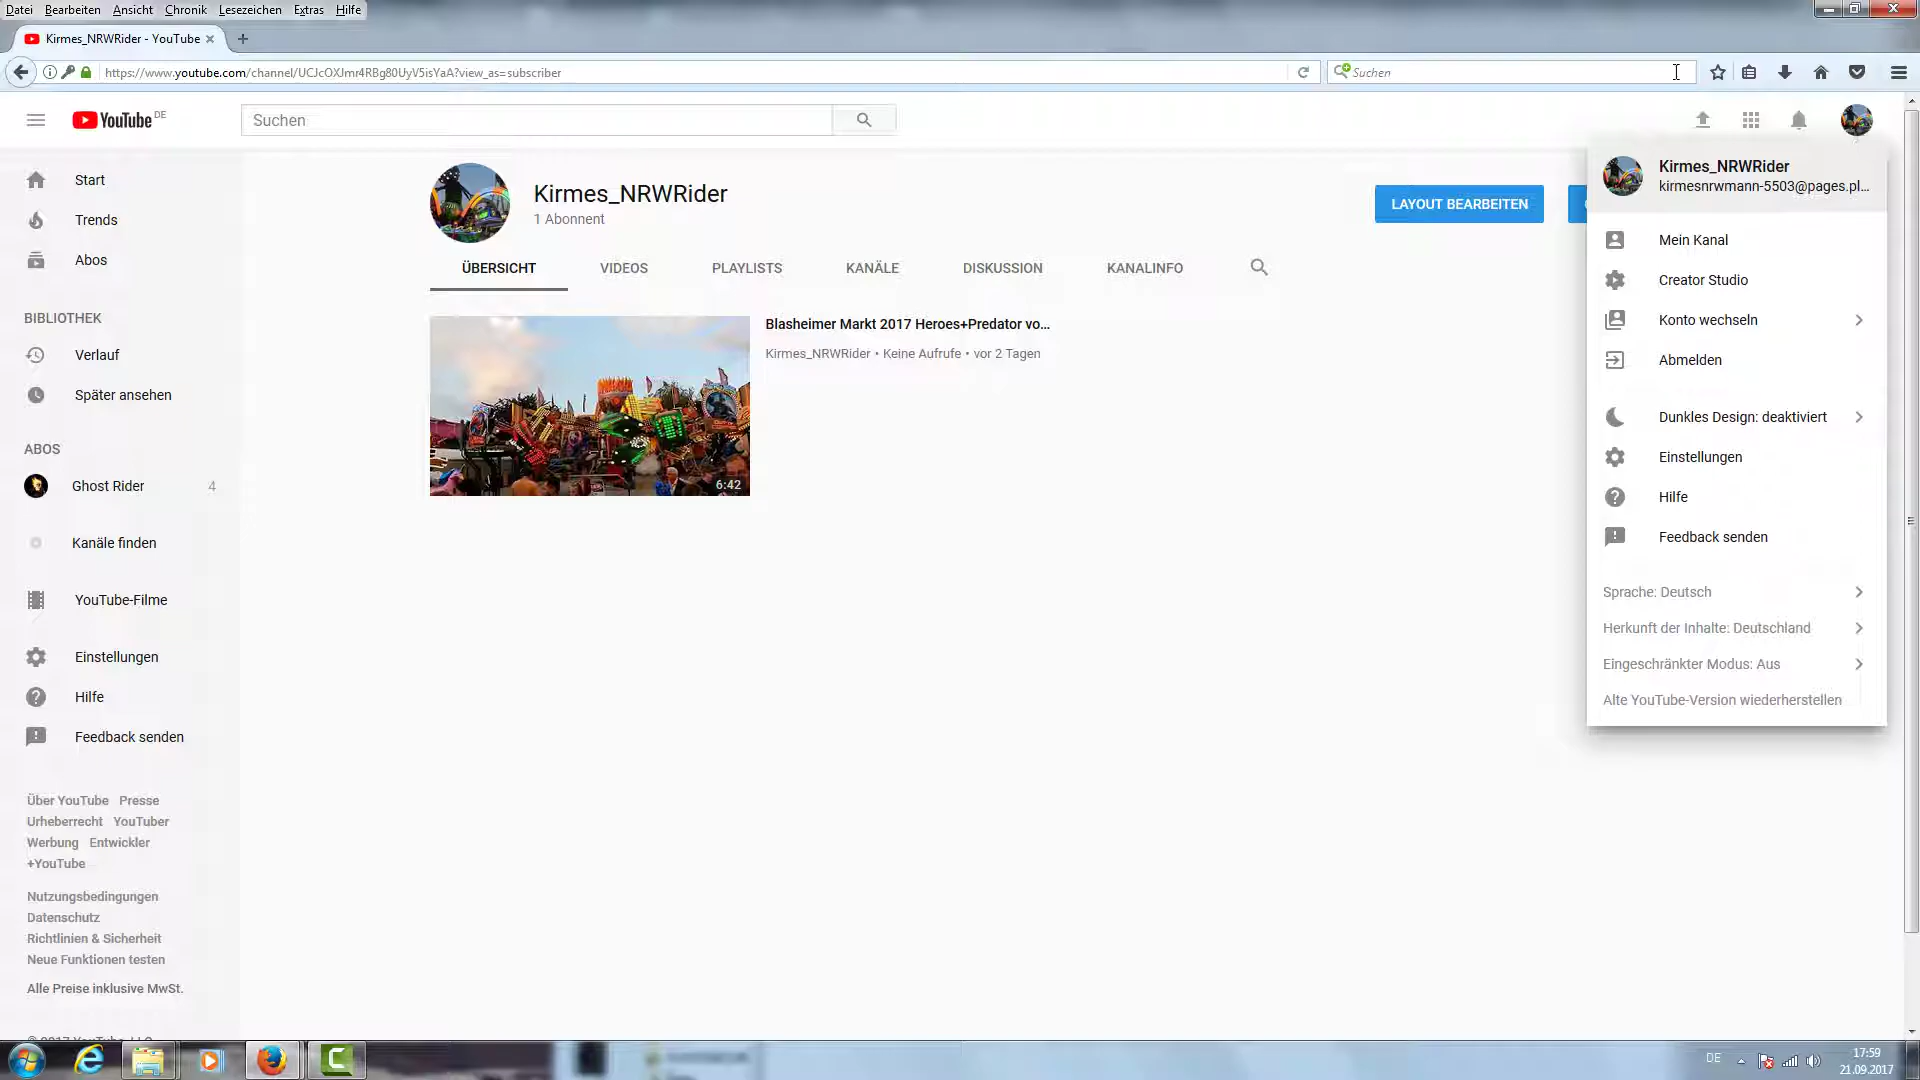 Datei Bearbeiten Ansicht Chronik Lesezeichen Extras Hilfe
Kirmes_NRWRider - YouTube
https://www.youtube.com/channel/UCJcOXJmr4RBg80UyV5isYaA?view_as=subscriber
Suchen
YouTube DE
Suchen
Start
Trends
Abos
BIBLIOTHEK
Verlauf
Später ansehen
ABOS
Ghost Rider 4
Kanäle finden
YouTube-Filme
Einstellungen
Hilfe
Feedback senden
Über YouTube Presse
Urheberrecht YouTuber
Werbung Entwickler
+YouTube
Nutzungsbedingungen
Datenschutz
Richtlinien & Sicherheit
Neue Funktionen testen
Alle Preise inklusive MwSt.
Kirmes_NRWRider
1 Abonnent
LAYOUT BEARBEITEN
ÜBERSICHT VIDEOS PLAYLISTS KANÄLE DISKUSSION KANALINFO
6:42
Blasheimer Markt 2017 Heroes+Predator vo...
Kirmes_NRWRider • Keine Aufrufe • vor 2 Tagen
Kirmes_NRWRider
kirmesnrwmann-5503@pages.pl...
Mein Kanal
Creator Studio
Konto wechseln
Abmelden
Dunkles Design: deaktiviert
Einstellungen
Hilfe
Feedback senden
Sprache: Deutsch
Herkunft der Inhalte: Deutschland
Eingeschränkter Modus: Aus
Alte YouTube-Version wiederherstellen
DE
17:59
21.09.2017